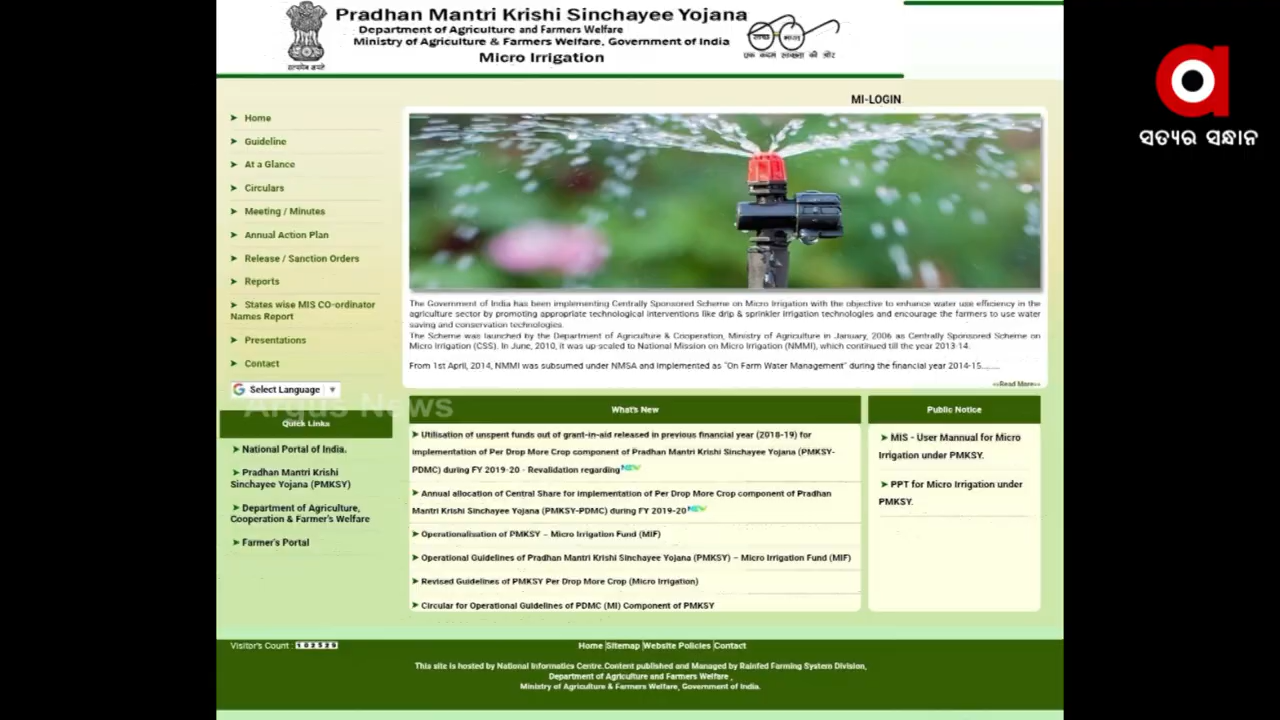 Pradhan Mantri Krishi Sinchayee Yojana
Department of Agriculture and Farmers Welfare
Ministry of Agriculture & Farmers Welfare, Government of India
Micro Irrigation
सत्यमेव जयते
स्वच्छ भारत
एक कदम स्वच्छता की ओर
ସତ୍ୟର ସନ୍ଧାନ
MI-LOGIN
➤ Home
➤ Guideline
➤ At a Glance
➤ Circulars
➤ Meeting / Minutes
➤ Annual Action Plan
➤ Release / Sanction Orders
➤ Reports
➤ States wise MIS CO-ordinator
Names Report
➤ Presentations
➤ Contact
G Select Language ▼
Argus News
Quick Links
➤ National Portal of India.
➤ Pradhan Mantri Krishi
Sinchayee Yojana (PMKSY)
➤ Department of Agriculture,
Cooperation & Farmer's Welfare
➤ Farmer's Portal
The Government of India has been implementing Centrally Sponsored Scheme on Micro Irrigation with the objective to enhance water use efficiency in the
agriculture sector by promoting appropriate technological interventions like drip & sprinkler irrigation technologies and encourage the farmers to use water
saving and conservation technologies.
The Scheme was launched by the Department of Agriculture & Cooperation, Ministry of Agriculture in January, 2006 as Centrally Sponsored Scheme on
Micro Irrigation (CSS). In June, 2010, it was up-scaled to National Mission on Micro Irrigation (NMMI), which continued till the year 2013-14.
From 1st April, 2014, NMMI was subsumed under NMSA and implemented as "On Farm Water Management" during the financial year 2014-15.......
<<Read More>>
What's New
➤ Utilisation of unspent funds out of grant-in-aid released in previous financial year (2018-19) for
implementation of Per Drop More Crop component of Pradhan Mantri Krishi Sinchayee Yojana (PMKSY-
PDMC) during FY 2019-20 - Revalidation regarding NEW
➤ Annual allocation of Central Share for implementation of Per Drop More Crop component of Pradhan
Mantri Krishi Sinchayee Yojana (PMKSY-PDMC) during FY 2019-20 NEW
➤ Operationalisation of PMKSY – Micro Irrigation Fund (MIF)
➤ Operational Guidelines of Pradhan Mantri Krishi Sinchayee Yojana (PMKSY) – Micro Irrigation Fund (MIF)
➤ Revised Guidelines of PMKSY Per Drop More Crop (Micro Irrigation)
➤ Circular for Operational Guidelines of PDMC (MI) Component of PMKSY
Public Notice
➤ MIS - User Mannual for Micro
Irrigation under PMKSY.
➤ PPT for Micro Irrigation under
PMKSY.
Visitor's Count : 102529
Home |Sitemap |Website Policies |Contact
This site is hosted by National Informatics Centre.Content published and Managed by Rainfed Farming System Division,
Department of Agriculture and Farmers Welfare ,
Ministry of Agriculture & Farmers Welfare, Government of India.